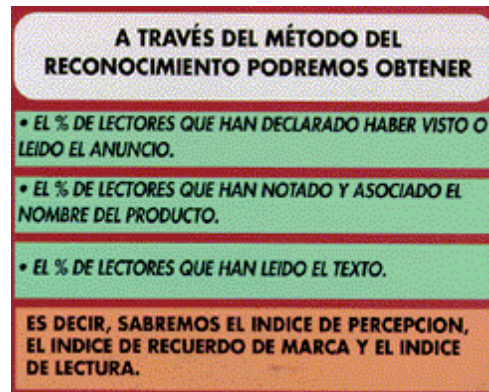 A TRAVÉS DEL MÉTODO DEL
RECONOCIMIENTO PODREMOS OBTENER
• EL % DE LECTORES QUE HAN DECLARADO HABER VISTO O
LEIDO EL ANUNCIO.
• EL % DE LECTORES QUE HAN NOTADO Y ASOCIADO EL
NOMBRE DEL PRODUCTO.
• EL % DE LECTORES QUE HAN LEIDO EL TEXTO.
ES DECIR, SABREMOS EL INDICE DE PERCEPCION,
EL INDICE DE RECUERDO DE MARCA Y EL INDICE
DE LECTURA.